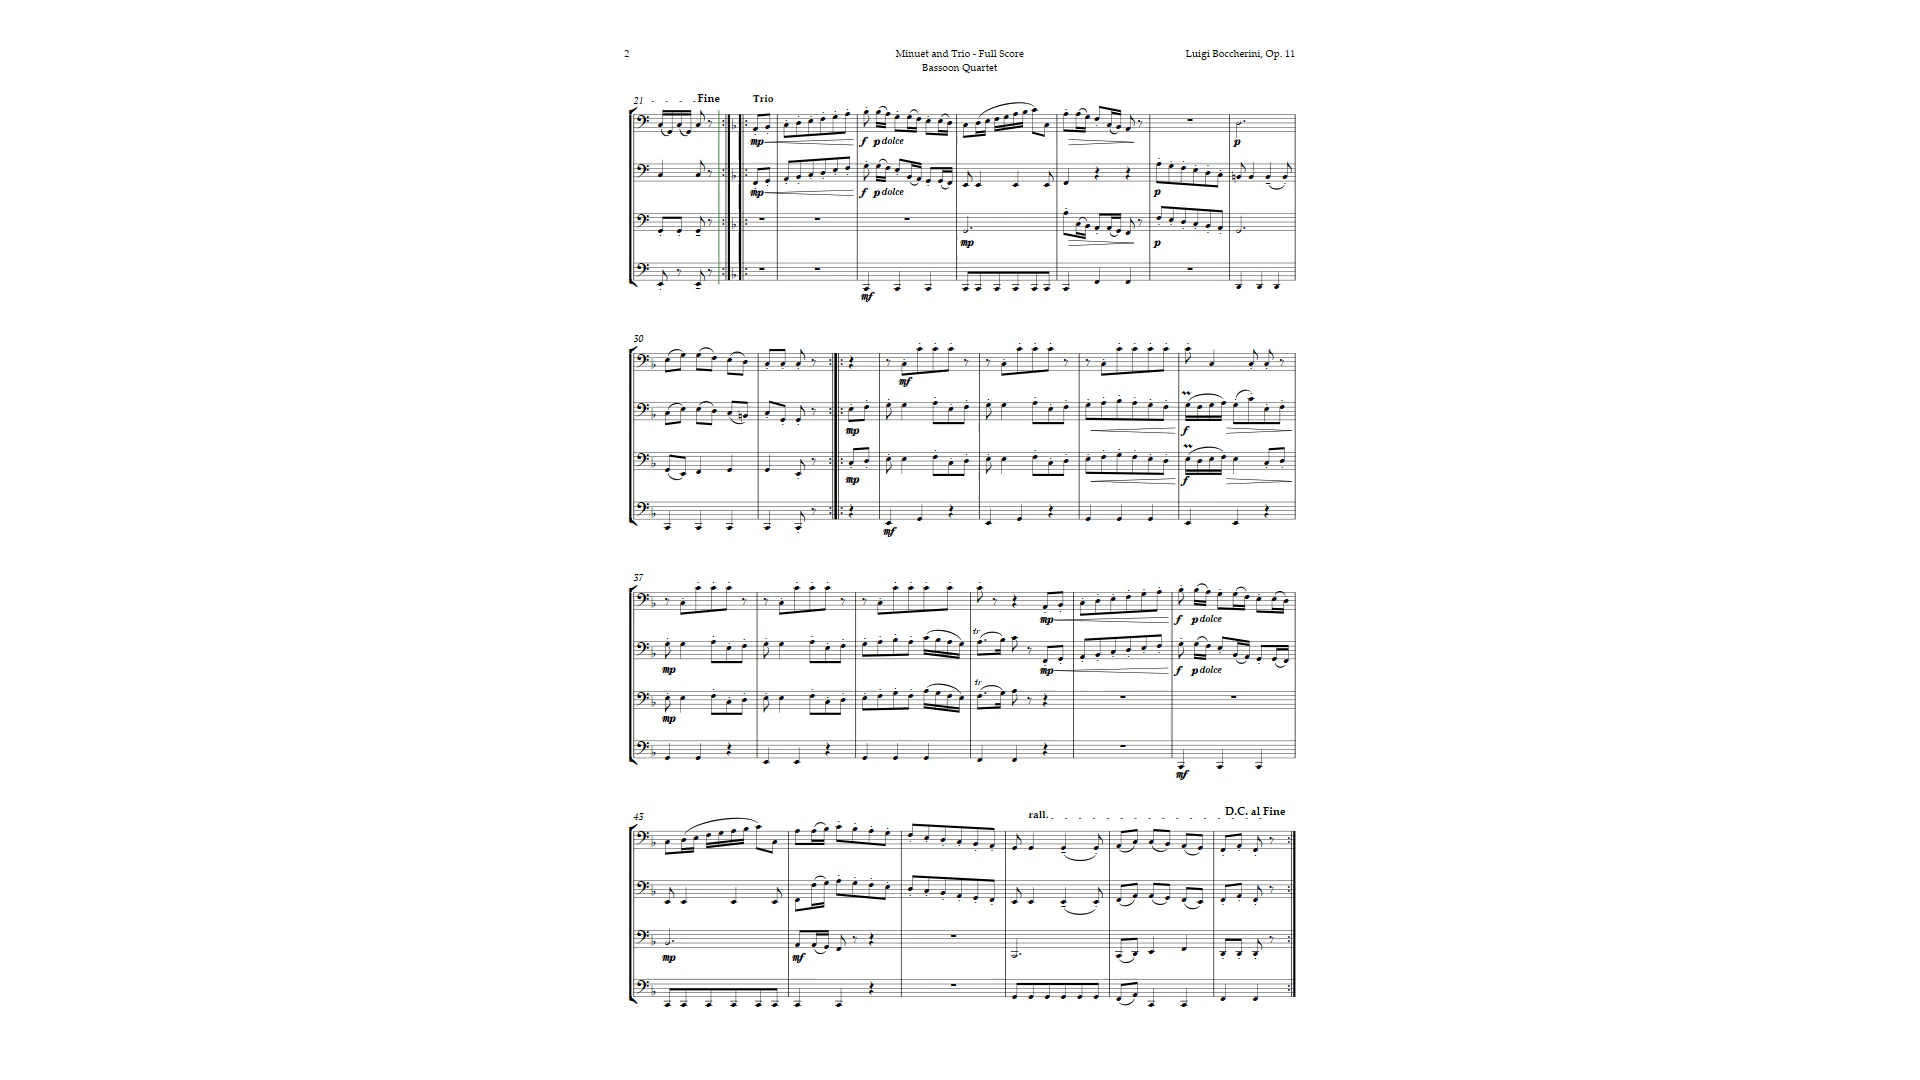 2
Minuet and Trio - Full Score
Luigi Boccherini, Op. 11
Bassoon Quartet
21
Fine
Trio
mp f p dolce p
mp f p dolce p
mp p
mf
30
mf
mp f
mp f
mf
37
mp f p dolce
mp tr mp f p dolce
mp tr
mf
43
rall.
D.C. al Fine
mp mf